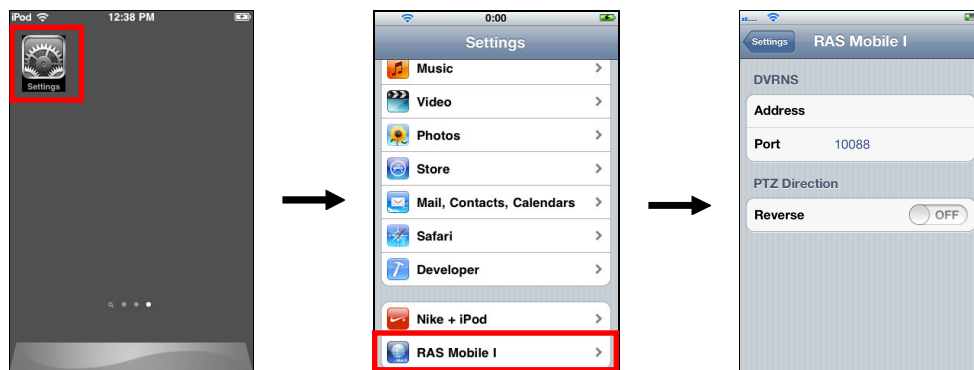 iPod 12:38 PM
Settings
0:00
Settings
Music
Video
Photos
Store
Mail, Contacts, Calendars
Safari
Developer
Nike + iPod
RAS Mobile I
Settings RAS Mobile I
DVRNS
Address
Port 10088
PTZ Direction
Reverse OFF